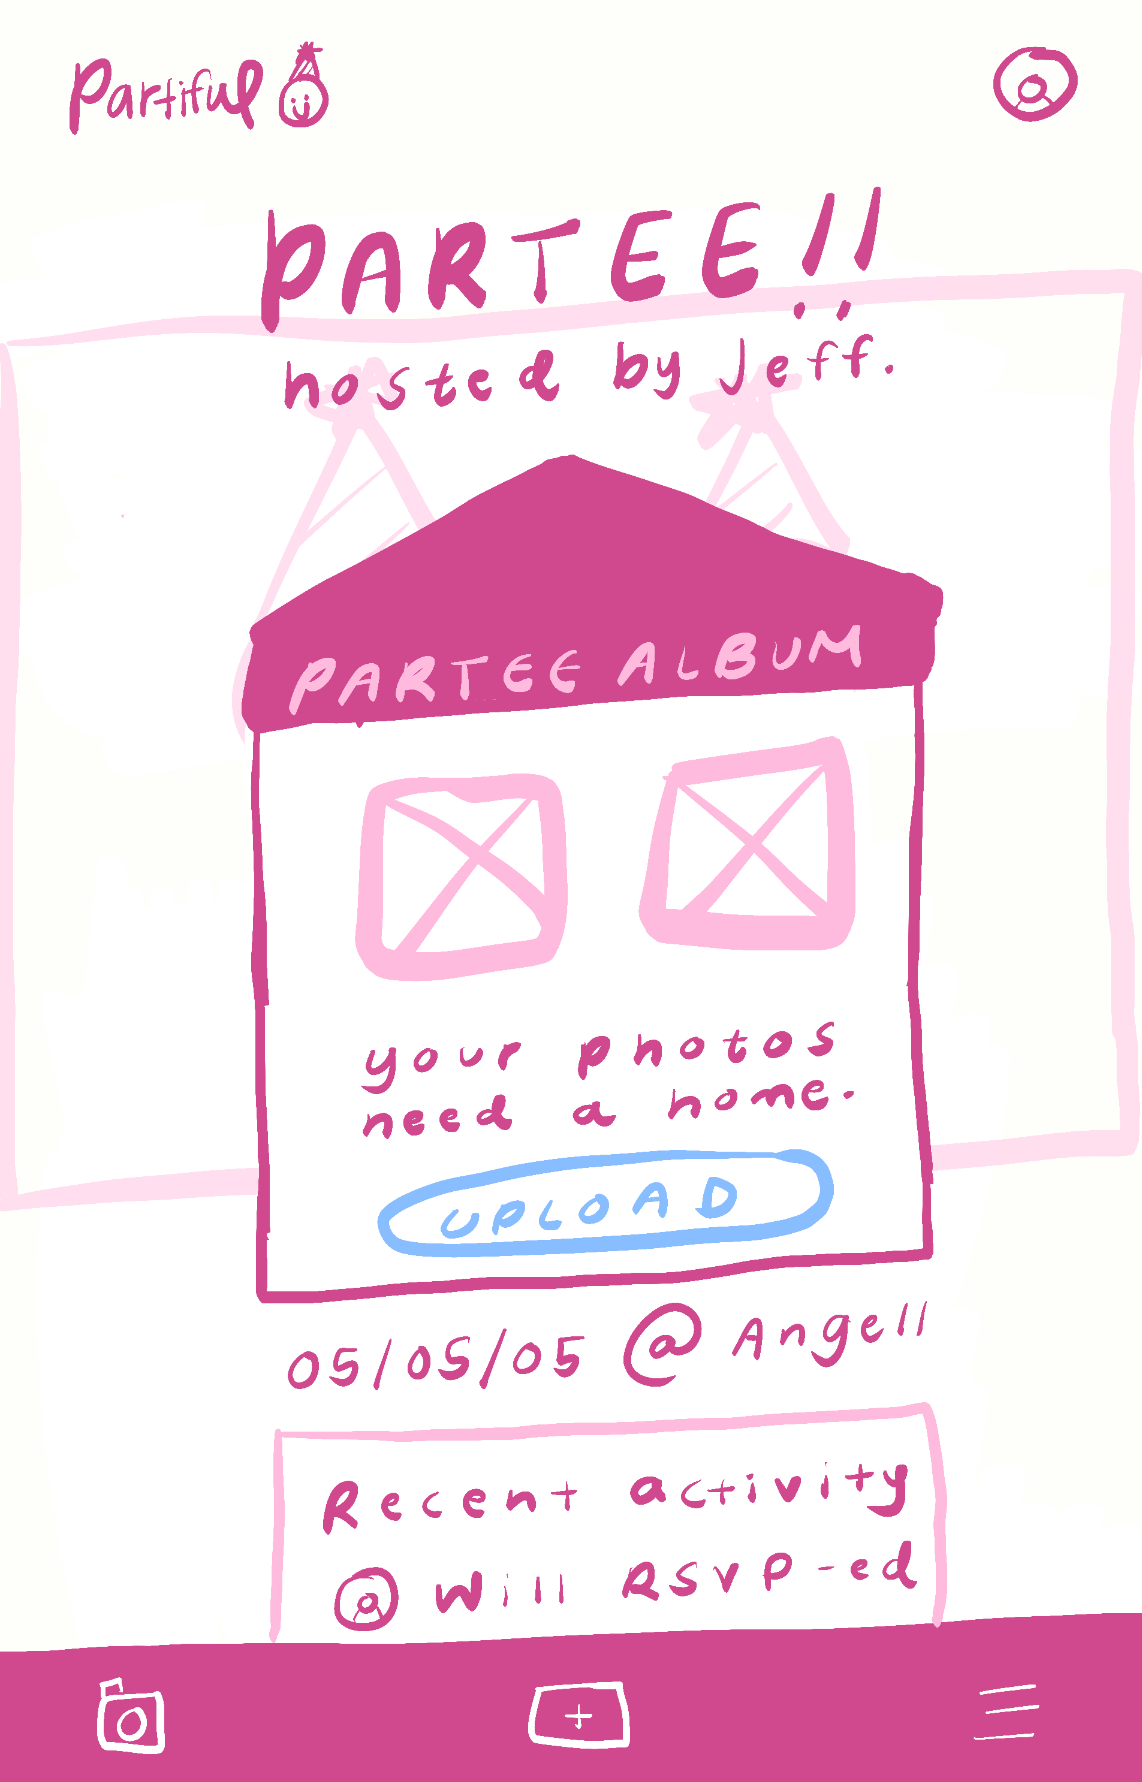 Partiful
PARTEE!!
hosted by Jeff.
PARTEE ALBUM
your photos
need a home.
UPLOAD
05/05/05 @ Angell
Recent activity
Will RSVP-ed